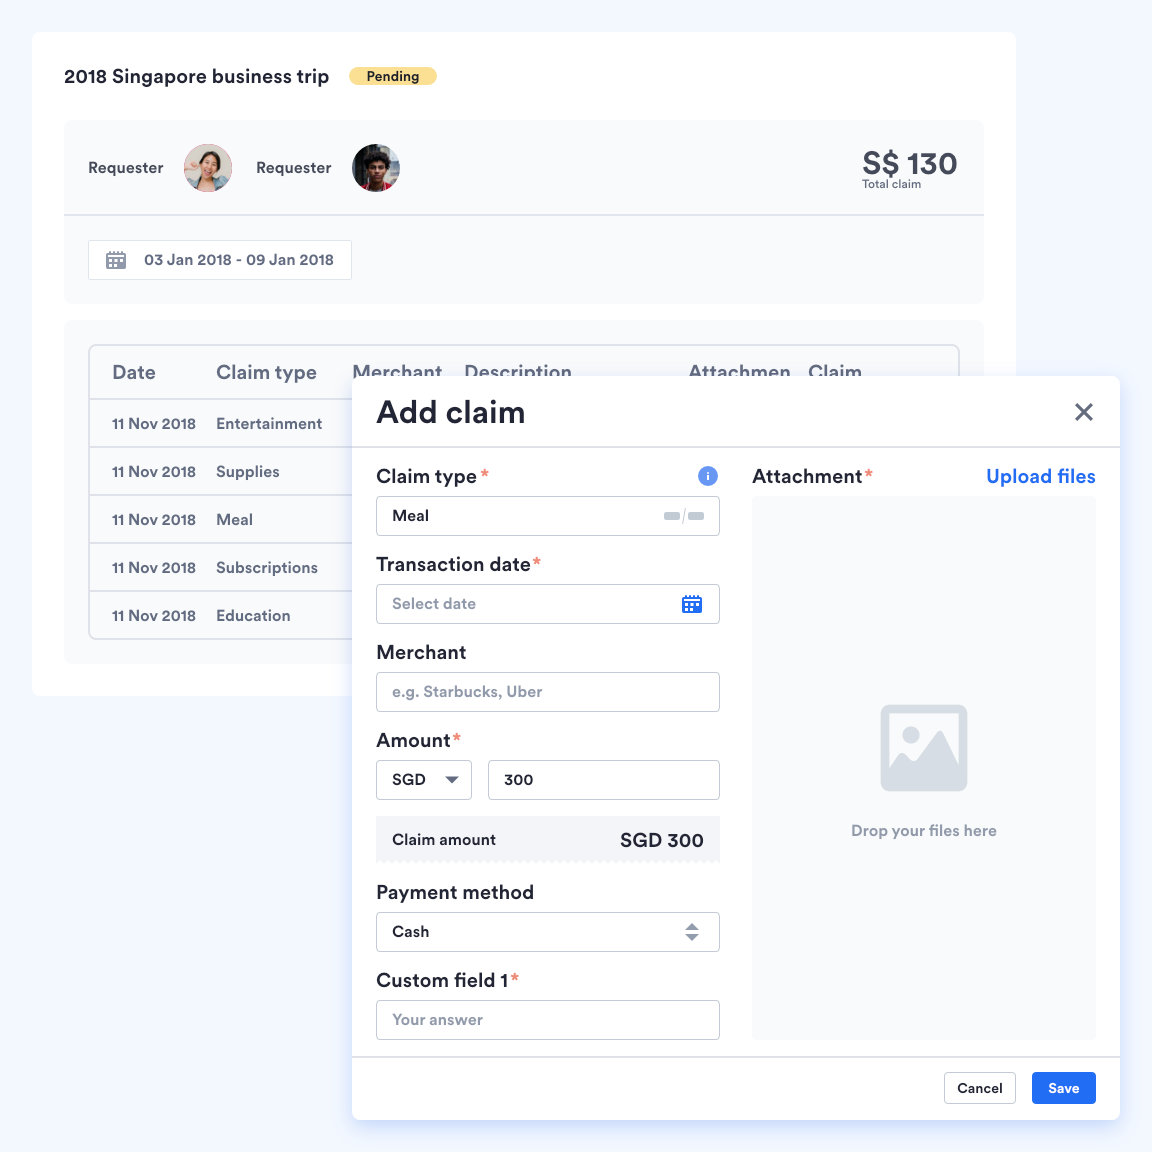 2018 Singapore business trip Pending
Requester Requester S$ 130
Total claim
03 Jan 2018 - 09 Jan 2018
Date Claim type Merchant Description Attachmen Claim
11 Nov 2018 Entertainment
11 Nov 2018 Supplies
11 Nov 2018 Meal
11 Nov 2018 Subscriptions
11 Nov 2018 Education
Add claim
Claim type*
Meal
Transaction date*
Select date
Merchant
e.g. Starbucks, Uber
Amount*
SGD 300
Claim amount SGD 300
Payment method
Cash
Custom field 1*
Your answer
Attachment* Upload files
Drop your files here
Cancel Save